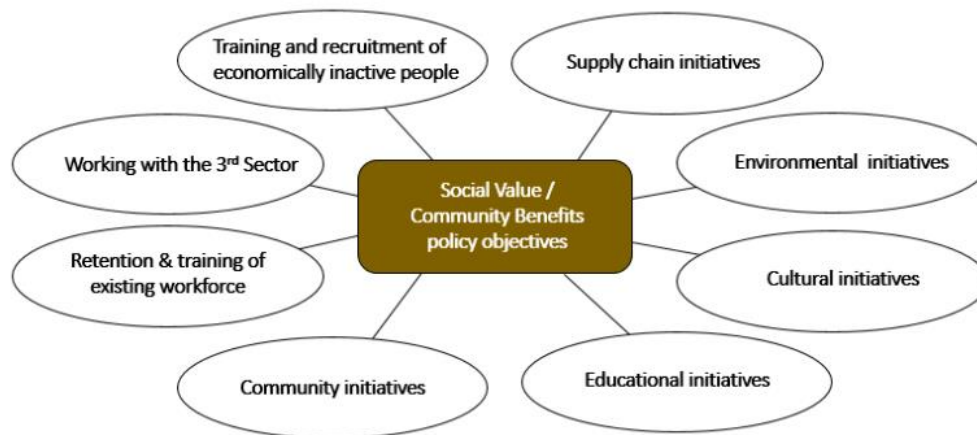 Training and recruitment of
economically inactive people
Supply chain initiatives
Working with the 3rd Sector
Environmental initiatives
Social Value /
Community Benefits
policy objectives
Retention & training of
existing workforce
Cultural initiatives
Community initiatives
Educational initiatives